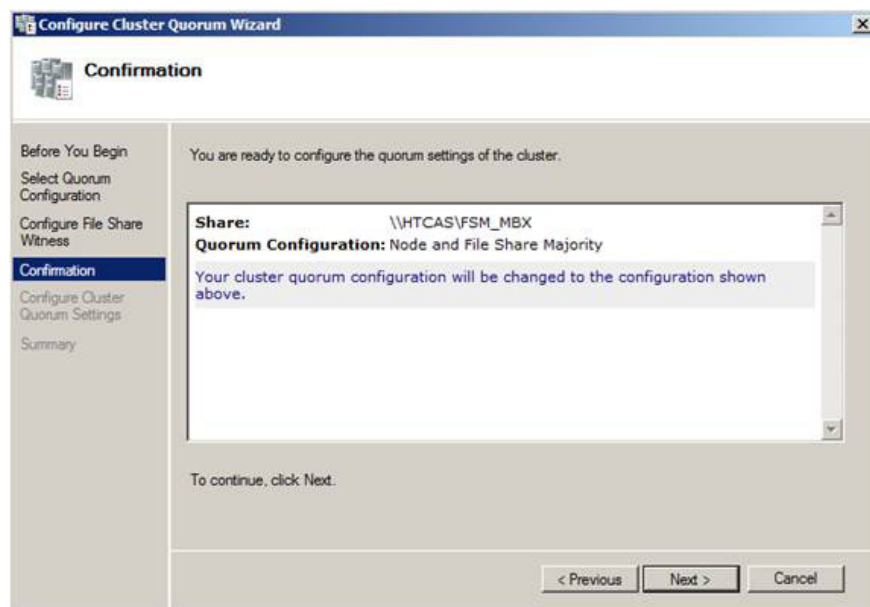 Configure Cluster Quorum Wizard
Confirmation
Before You Begin
Select Quorum
Configuration
Configure File Share
Witness
Confirmation
Configure Cluster
Quorum Settings
Summary
You are ready to configure the quorum settings of the cluster.
Share: \\HTCAS\FSM_MBX
Quorum Configuration: Node and File Share Majority
Your cluster quorum configuration will be changed to the configuration shown
above.
To continue, click Next.
< Previous
Next >
Cancel